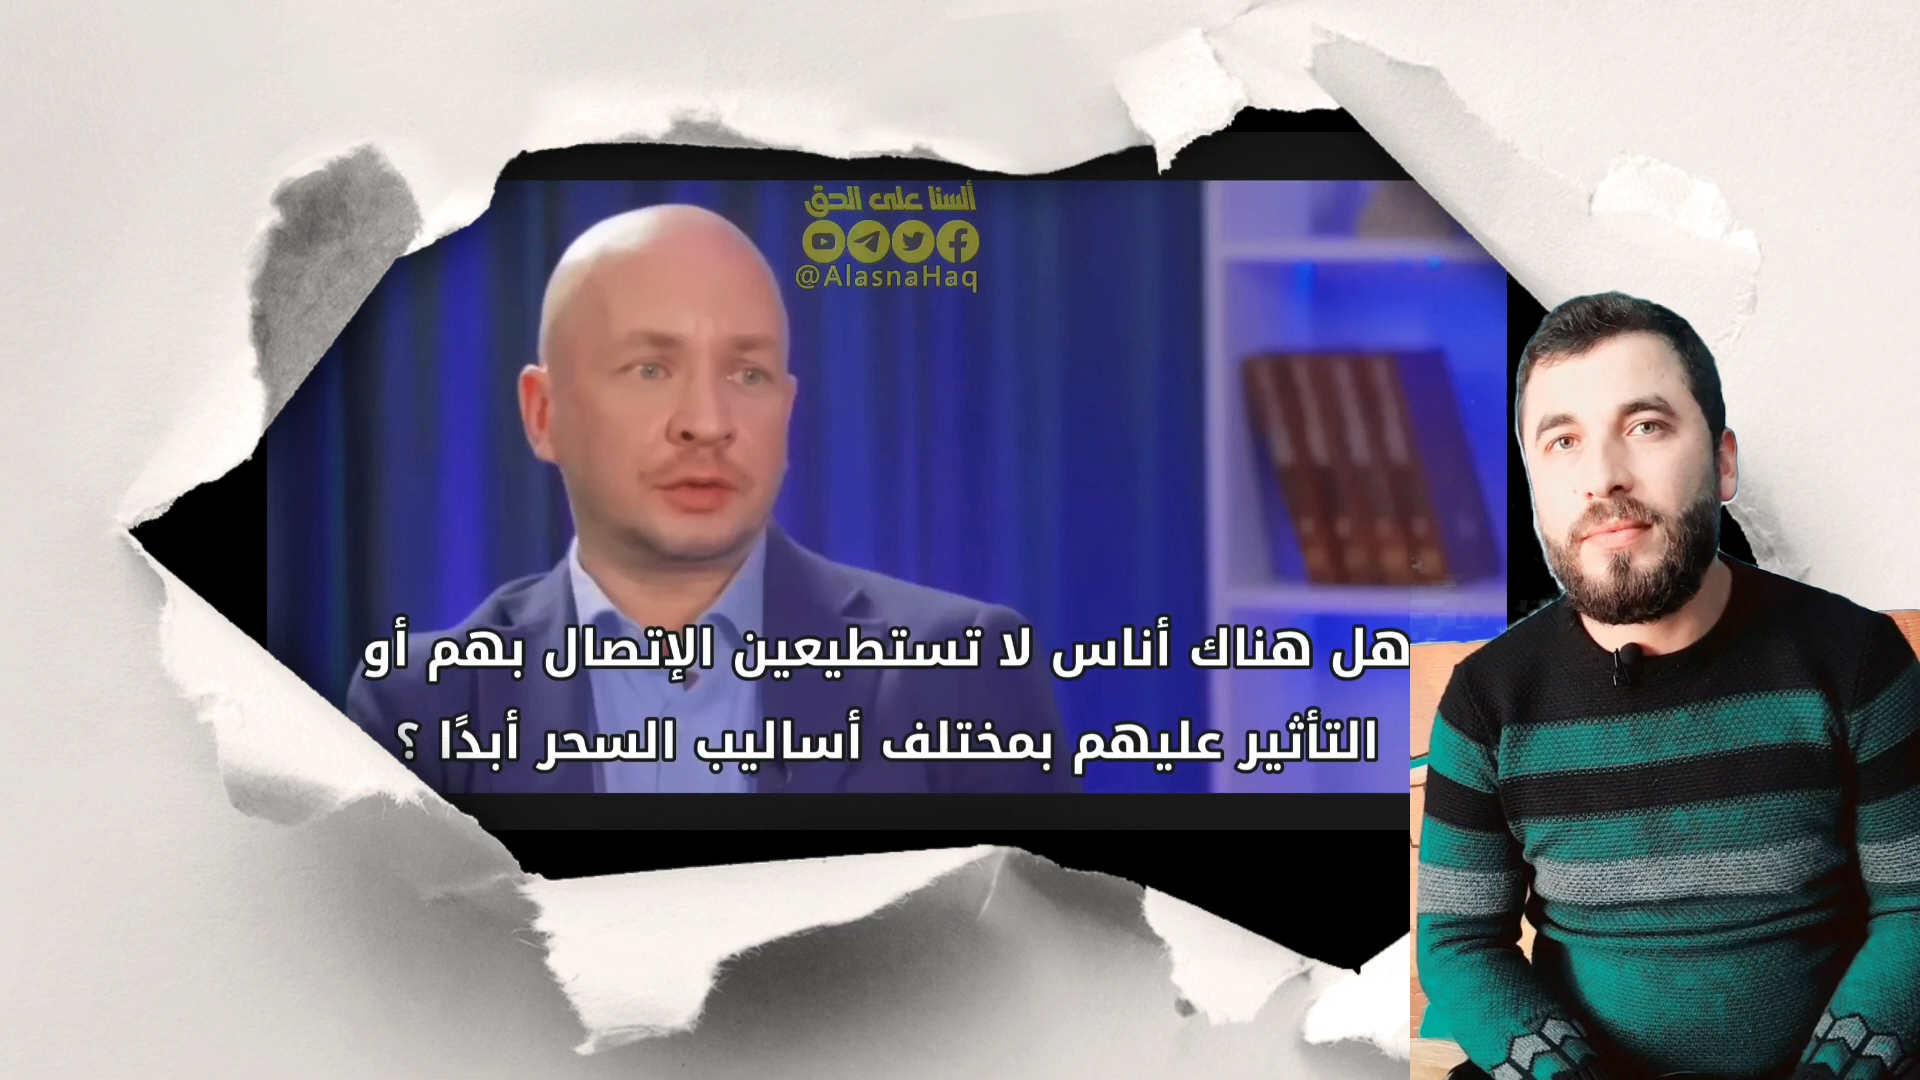 ألسنا على الحق
@AlasnaHaq
هل هناك أناس لا تستطيعين الإتصال بهم أو
التأثير عليهم بمختلف أساليب السحر أبدًا ؟